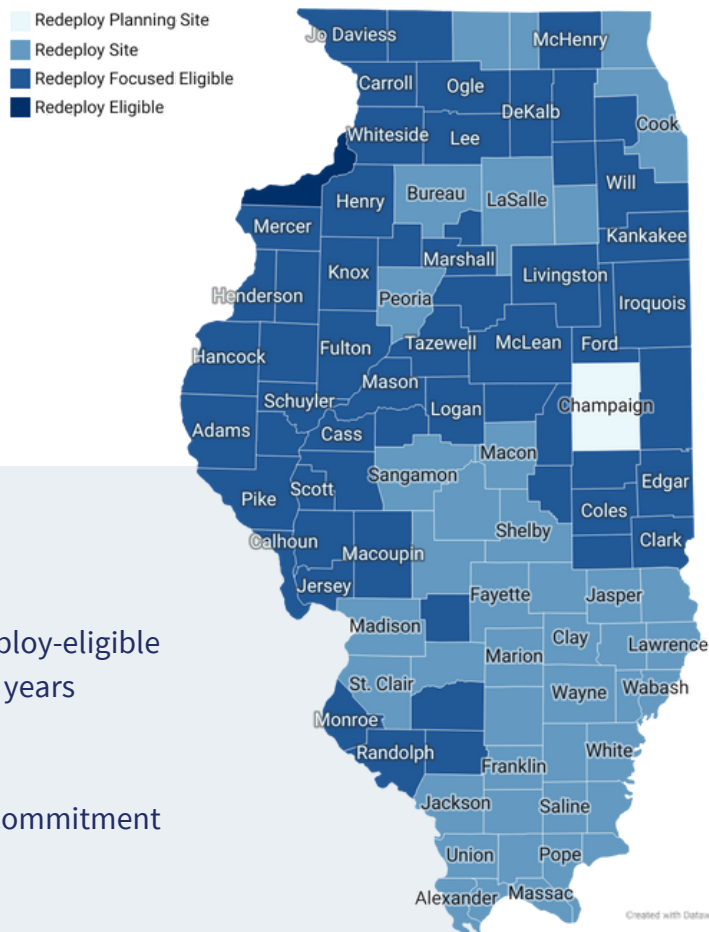 Redeploy Planning Site
Redeploy Site
Redeploy Focused Eligible
Redeploy Eligible
Jo Daviess
McHenry
Carroll
Ogle
DeKalb
Cook
Whiteside
Lee
Will
Henry
Bureau
LaSalle
Mercer
Kankakee
Marshall
Knox
Livingston
Henderson
Peoria
Iroquois
Tazewell
McLean
Ford
Hancock
Fulton
Mason
Schuyler
Logan
Champaign
Adams
Cass
Macon
Sangamon
Edgar
Pike
Scott
Coles
Shelby
Calhoun
Macoupin
Clark
Jersey
Fayette
Jasper
Madison
ploy-eligible
Clay
Lawrence
Marion
years
St. Clair
Wayne
Wabash
Monroe
Randolph
White
Franklin
ommitment
Jackson
Saline
Union
Pope
Alexander
Massac
Created with Dataw